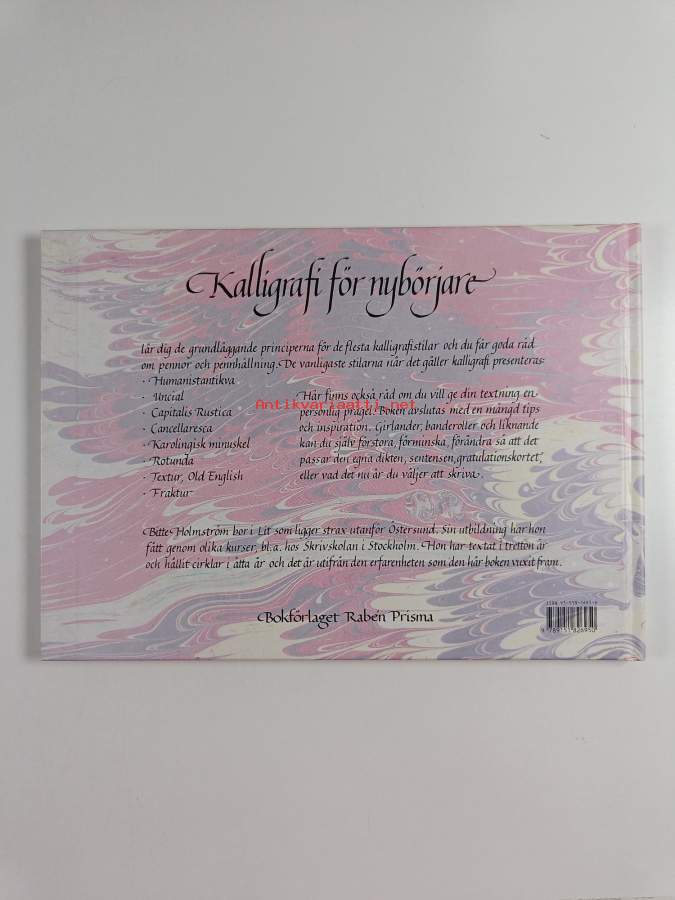 Kalligrafi för nybörjare
lär dig de grundläggande principerna för de flesta kalligrafistilar och du får goda råd
om pennor och pennhållning. De vanligaste stilarna när det gäller kalligrafi presenteras:
· Humanistantikva
· Uncial
· Capitalis Rustica
· Cancellaresca
· Karolingisk minuskel
· Rotunda
· Textur, Old English
· Fraktur
Här finns också råd om du vill ge din textning en
personlig prägel. Boken avslutas med en mängd tips
och inspiration. Girlander, banderoller och liknande
kan du själv förstora, förminska, förändra så att det
passar den egna dikten, sentensen, gratulationskortet,
eller vad det nu är du väljer att skriva.
Antikvariaatti.net
Bitte Holmström bor i Lit som ligger strax utanför Östersund. Sin utbildning har hon
fått genom olika kurser, bl.a. hos Skrivskolan i Stockholm. Hon har textat i tretton år
och hållit cirklar i åtta år och det är utifrån den erfarenheten som den här boken vuxit fram.
Bokförlaget Rabén Prisma
9 789151 826950